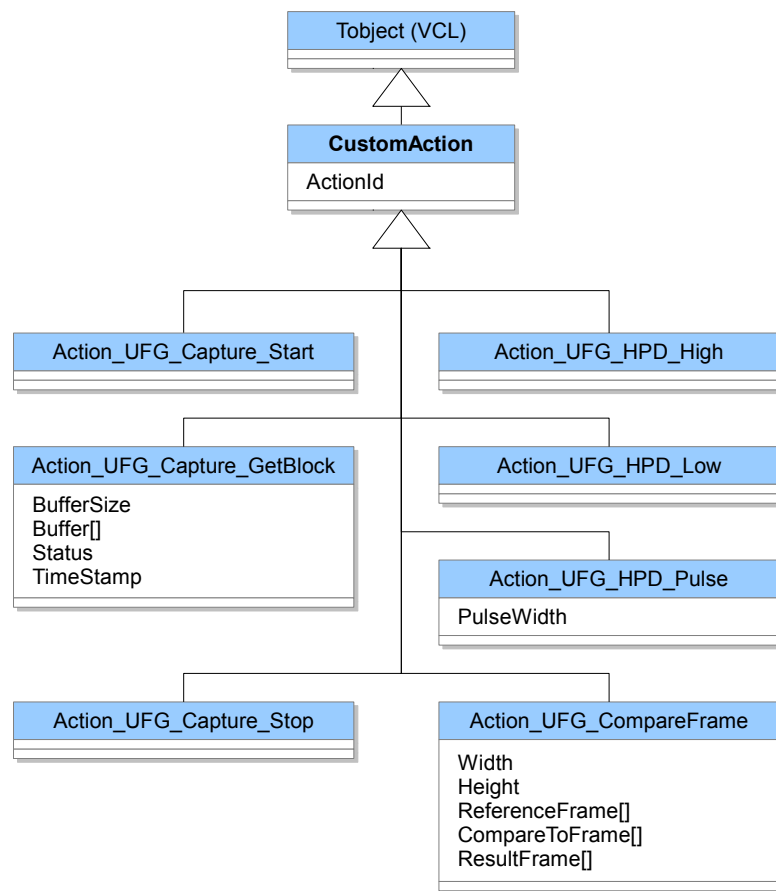 Tobject (VCL)
CustomAction
ActionId
Action_UFG_Capture_Start
Action_UFG_HPD_High
Action_UFG_Capture_GetBlock
BufferSize
Buffer[]
Status
TimeStamp
Action_UFG_HPD_Low
Action_UFG_HPD_Pulse
PulseWidth
Action_UFG_Capture_Stop
Action_UFG_CompareFrame
Width
Height
ReferenceFrame[]
CompareToFrame[]
ResultFrame[]